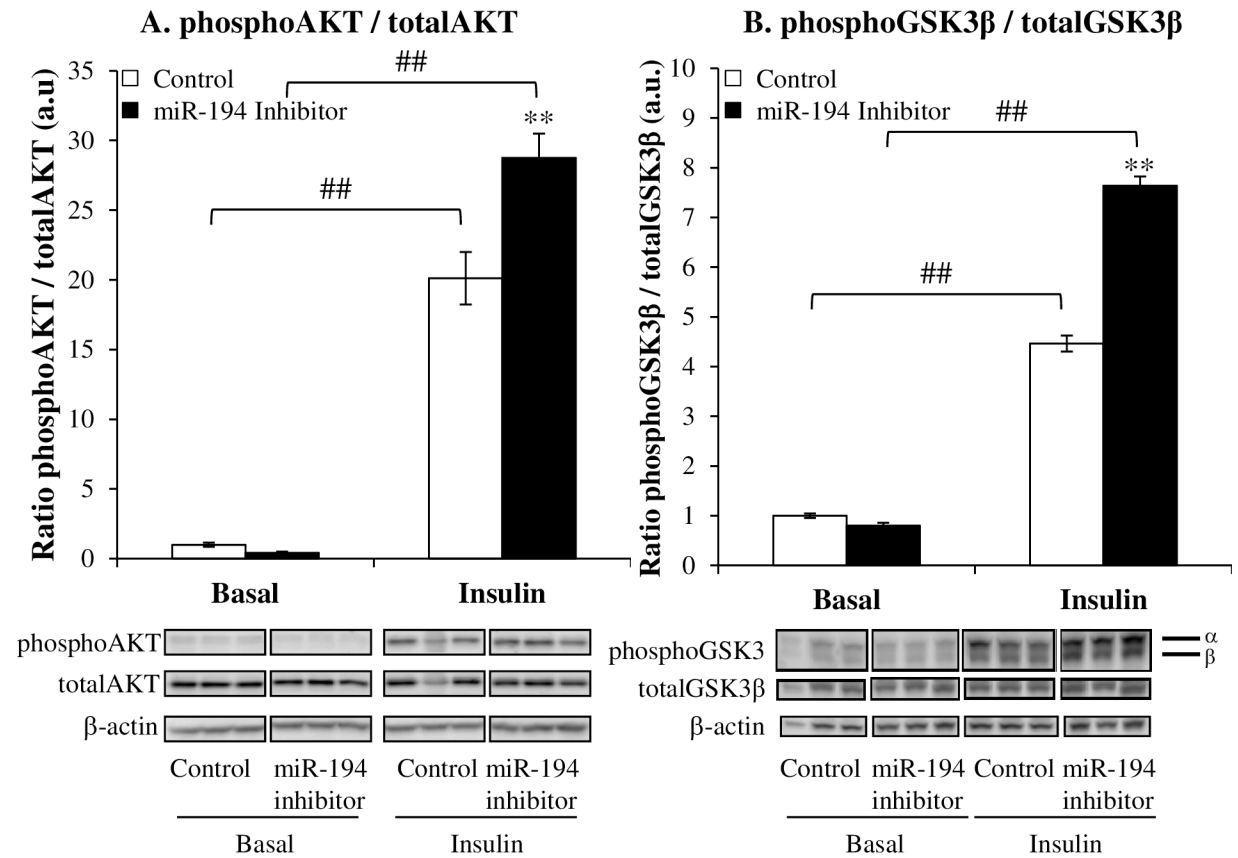 A. phosphoAKT / totalAKT
Ratio phosphoAKT / totalAKT (a.u)
35
30
25
20
15
10
5
0
Control
miR-194 Inhibitor
##
##
**
Basal
Insulin
phosphoAKT
totalAKT
β-actin
Control
miR-194
inhibitor
Control
miR-194
inhibitor
Basal
Insulin
B. phosphoGSK3β / totalGSK3β
Ratio phosphoGSK3β / totalGSK3β (a.u.)
10
9
8
7
6
5
4
3
2
1
0
Control
miR-194 Inhibitor
##
##
**
Basal
Insulin
phosphoGSK3
α
β
totalGSK3β
β-actin
Control
miR-194
inhibitor
Control
miR-194
inhibitor
Basal
Insulin